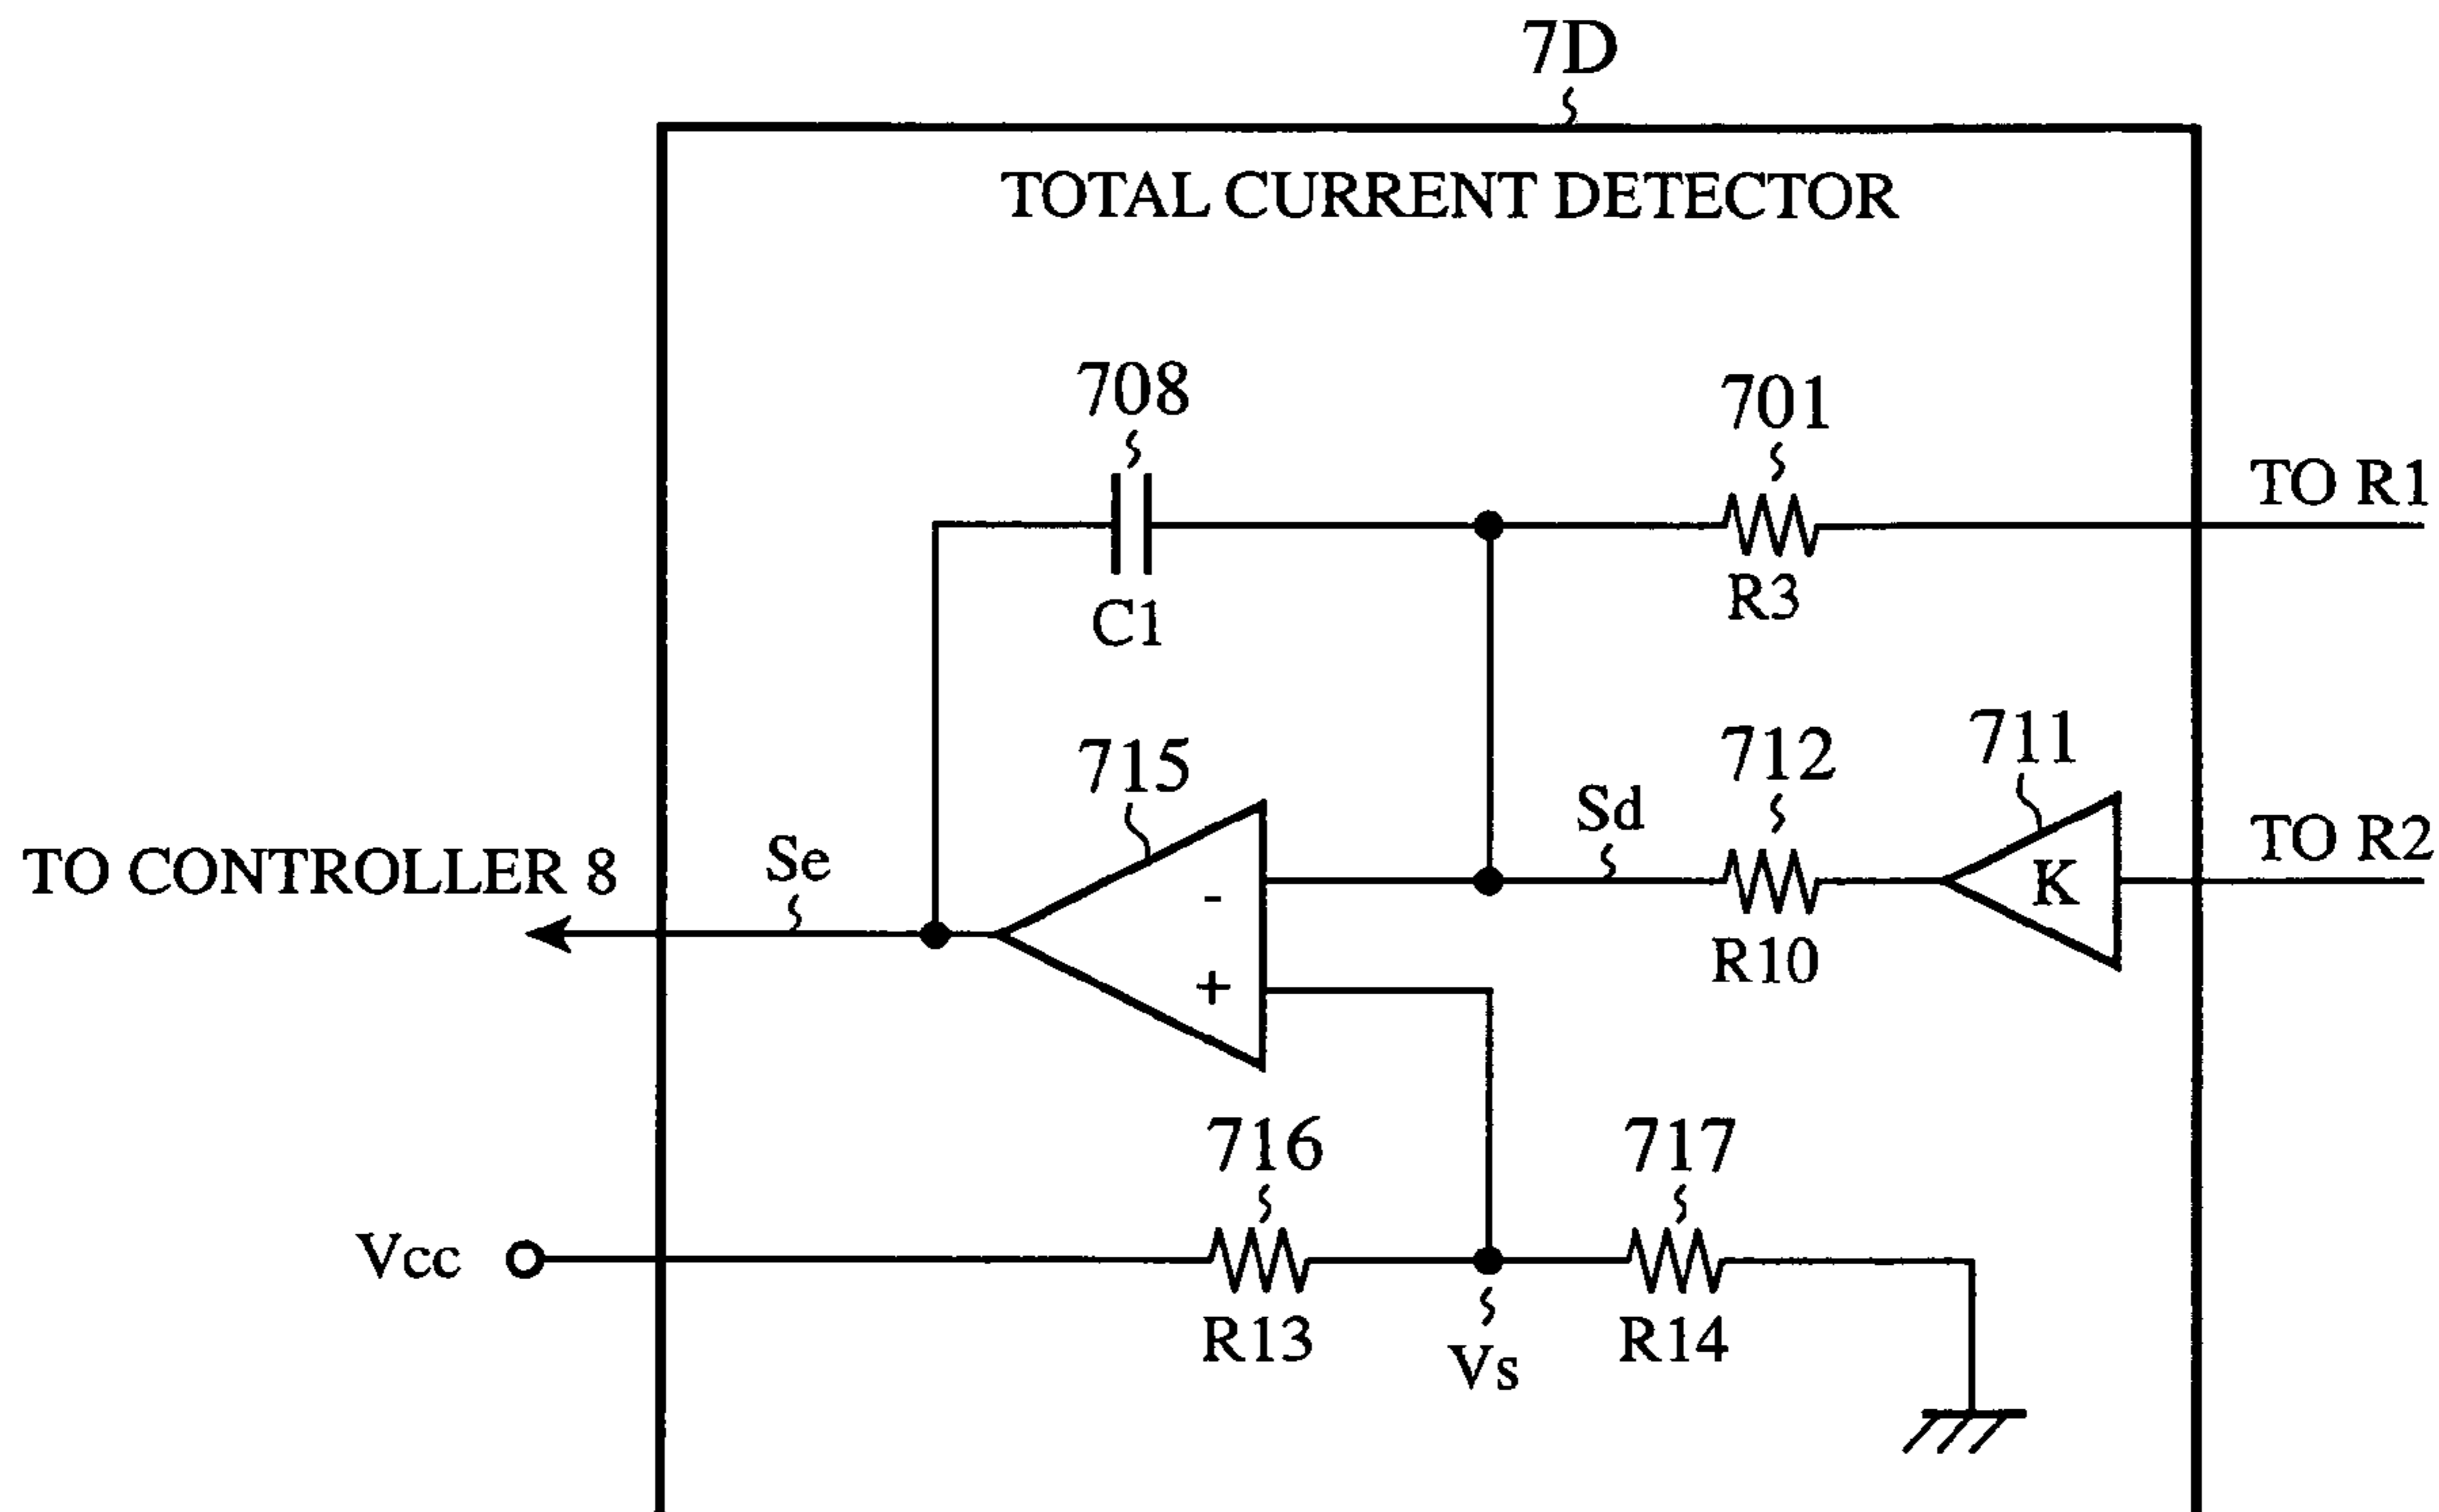 7D
TOTAL CURRENT DETECTOR
708
701
TO R1
C1
R3
715
712
711
Sd
TO R2
TO CONTROLLER 8
Se
-
K
R10
+
716
717
Vcc
R13
R14
Vs